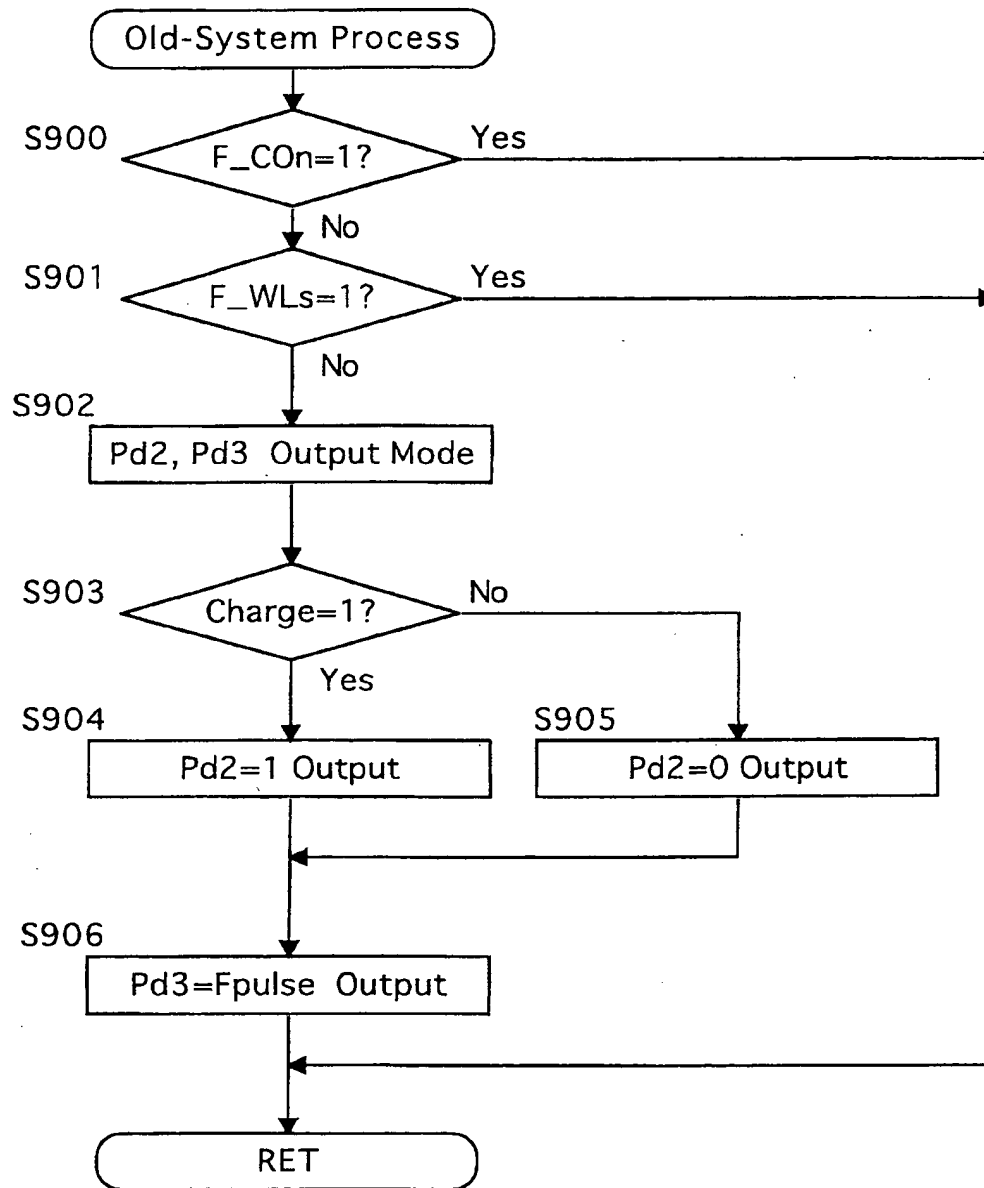 Old-System Process
S900
F_COn=1?
Yes
No
S901
F_WLs=1?
Yes
No
S902
Pd2, Pd3 Output Mode
S903
Charge=1?
No
Yes
S904
Pd2=1 Output
S905
Pd2=0 Output
S906
Pd3=Fpulse Output
RET